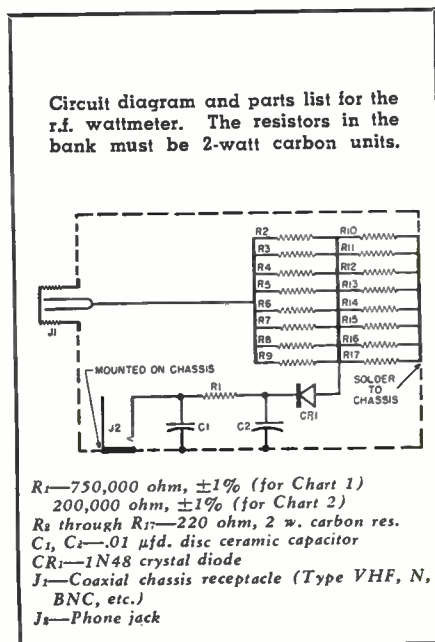 Circuit diagram and parts list for the
r.f. wattmeter. The resistors in the
bank must be 2-watt carbon units.
R2
R10
R3
R11
R4
R12
R5
R13
R6
R14
R7
R15
R8
R16
R9
R17
J1
MOUNTED ON CHASSIS
R1
SOLDER
TO
CHASSIS
J2
C1
C2
CR1
R1—750,000 ohm, ±1% (for Chart 1)
200,000 ohm, ±1% (for Chart 2)
R2 through R17—220 ohm, 2 w. carbon res.
C1, C2—.01 µfd. disc ceramic capacitor
CR1—1N48 crystal diode
J1—Coaxial chassis receptacle (Type VHF, N,
BNC, etc.)
J2—Phone jack